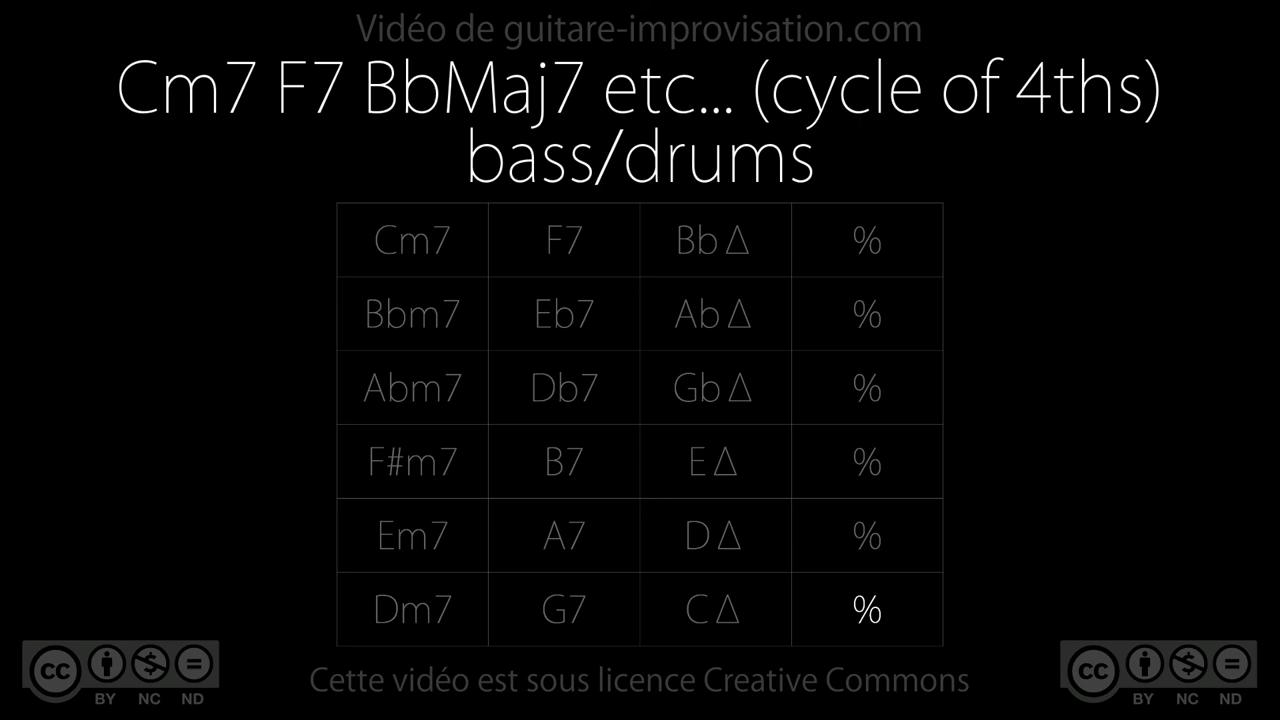 Vidéo de guitare-improvisation.com
Cm7 F7 BbMaj7 etc... (cycle of 4ths)
bass/drums
Cm7 F7 Bb Δ %
Bbm7 Eb7 Ab Δ %
Abm7 Db7 Gb Δ %
F#m7 B7 E Δ %
Em7 A7 D Δ %
Dm7 G7 C Δ %
cc BY NC ND
Cette vidéo est sous licence Creative Commons
cc BY NC ND